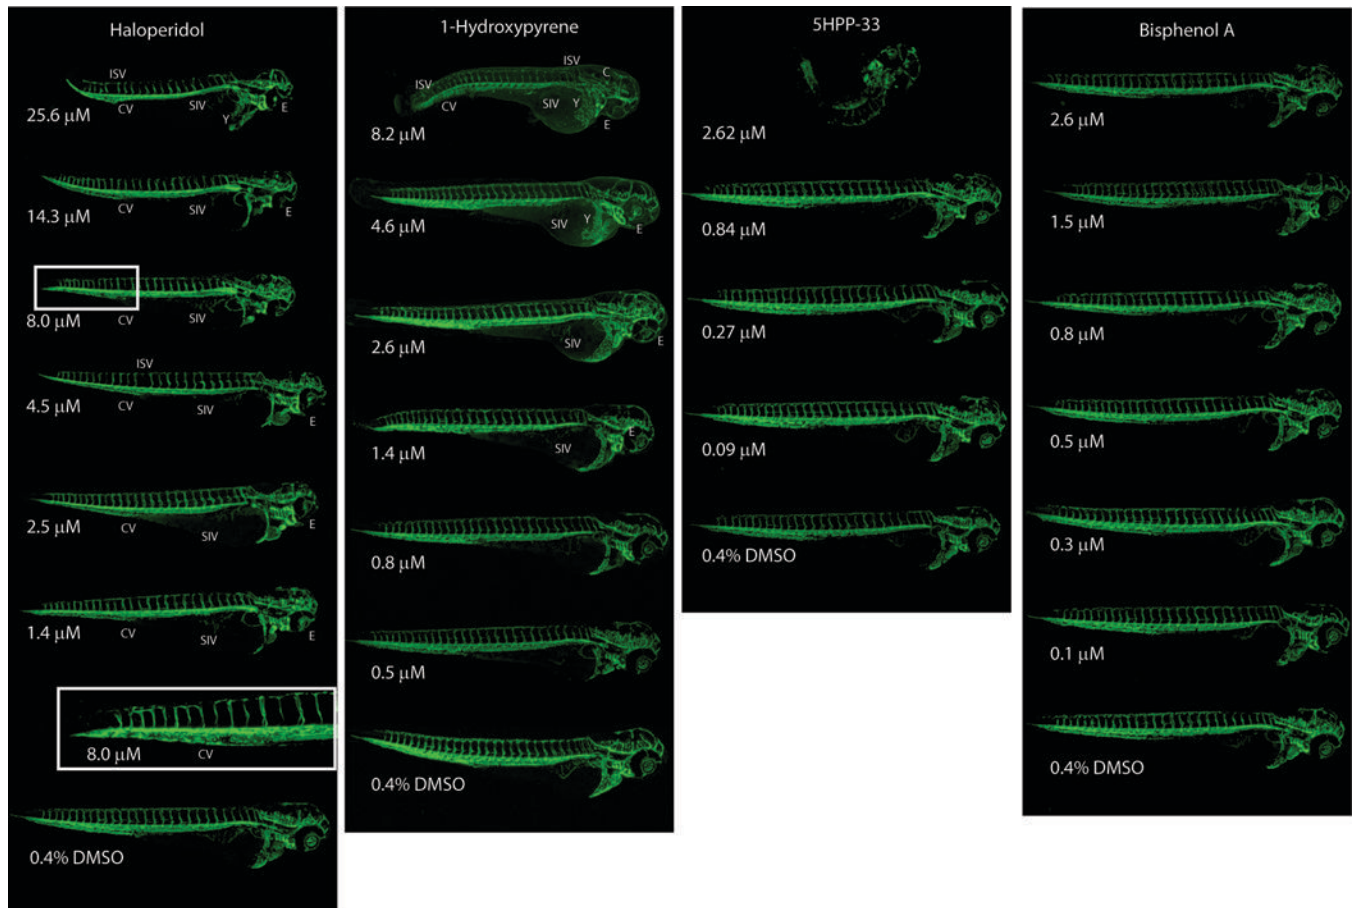 Haloperidol
ISV
CV
SIV
Y
E
25.6 µM
14.3 µM
CV
SIV
E
8.0 µM
CV
SIV
ISV
4.5 µM
CV
SIV
E
2.5 µM
CV
SIV
E
1.4 µM
CV
SIV
E
8.0 µM
CV
0.4% DMSO
1-Hydroxypyrene
ISV
C
ISV
CV
SIV
Y
E
8.2 µM
4.6 µM
SIV
Y
E
2.6 µM
SIV
E
1.4 µM
SIV
E
0.8 µM
0.5 µM
0.4% DMSO
5HPP-33
2.62 µM
0.84 µM
0.27 µM
0.09 µM
0.4% DMSO
Bisphenol A
2.6 µM
1.5 µM
0.8 µM
0.5 µM
0.3 µM
0.1 µM
0.4% DMSO